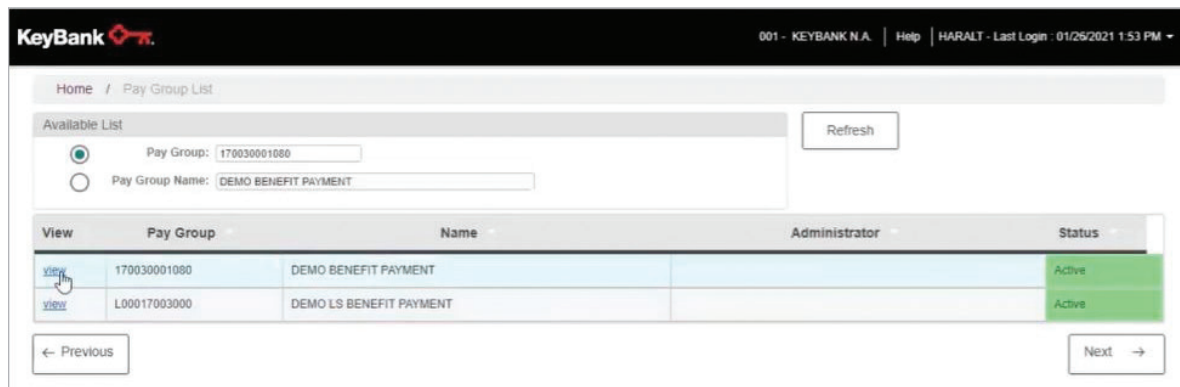 KeyBank
001 - KEYBANK N.A. | Help | HARALT - Last Login : 01/26/2021 1:53 PM
Home / Pay Group List
Available List
Refresh
Pay Group: 170030001080
Pay Group Name: DEMO BENEFIT PAYMENT
View Pay Group Name Administrator Status
view 170030001080 DEMO BENEFIT PAYMENT Active
view L00017003000 DEMO LS BENEFIT PAYMENT Active
← Previous Next →